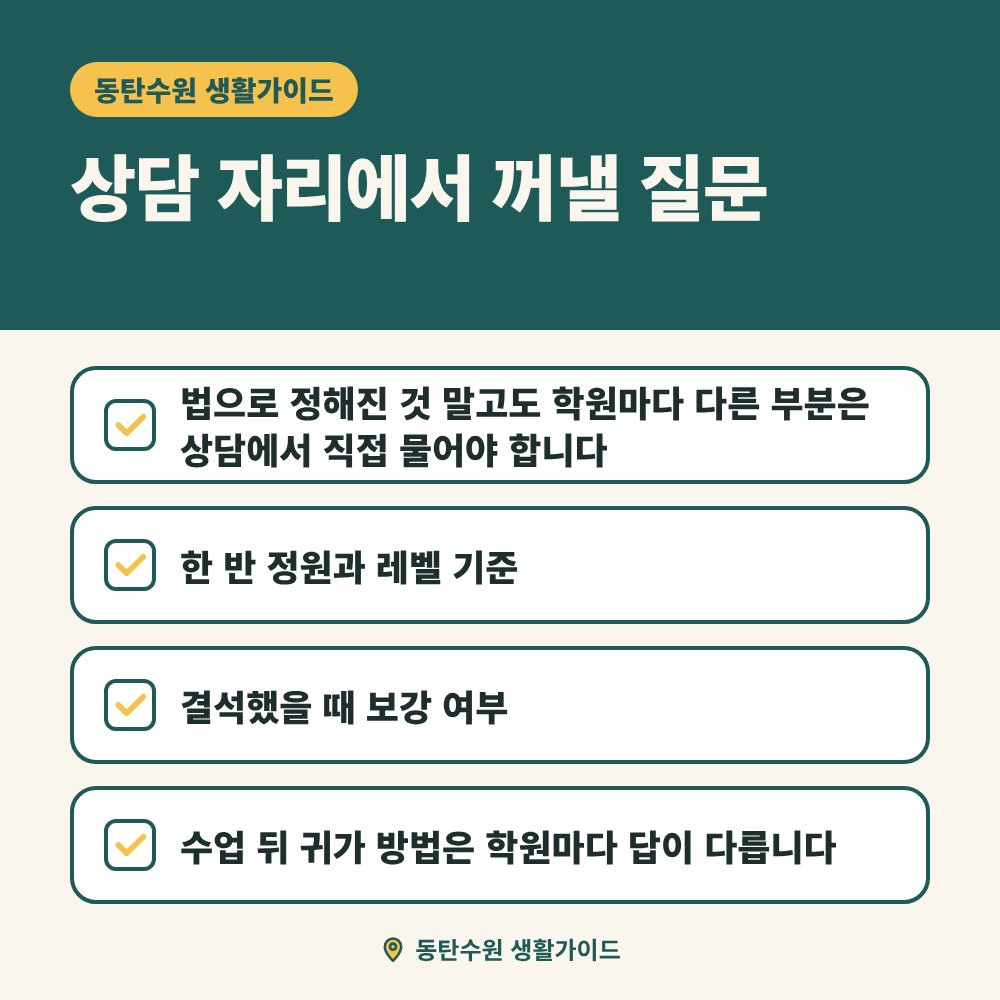 동탄수원 생활가이드
상담 자리에서 꺼낼 질문
법으로 정해진 것 말고도 학원마다 다른 부분은
상담에서 직접 물어야 합니다
한 반 정원과 레벨 기준
결석했을 때 보강 여부
수업 뒤 귀가 방법은 학원마다 답이 다릅니다
동탄수원 생활가이드